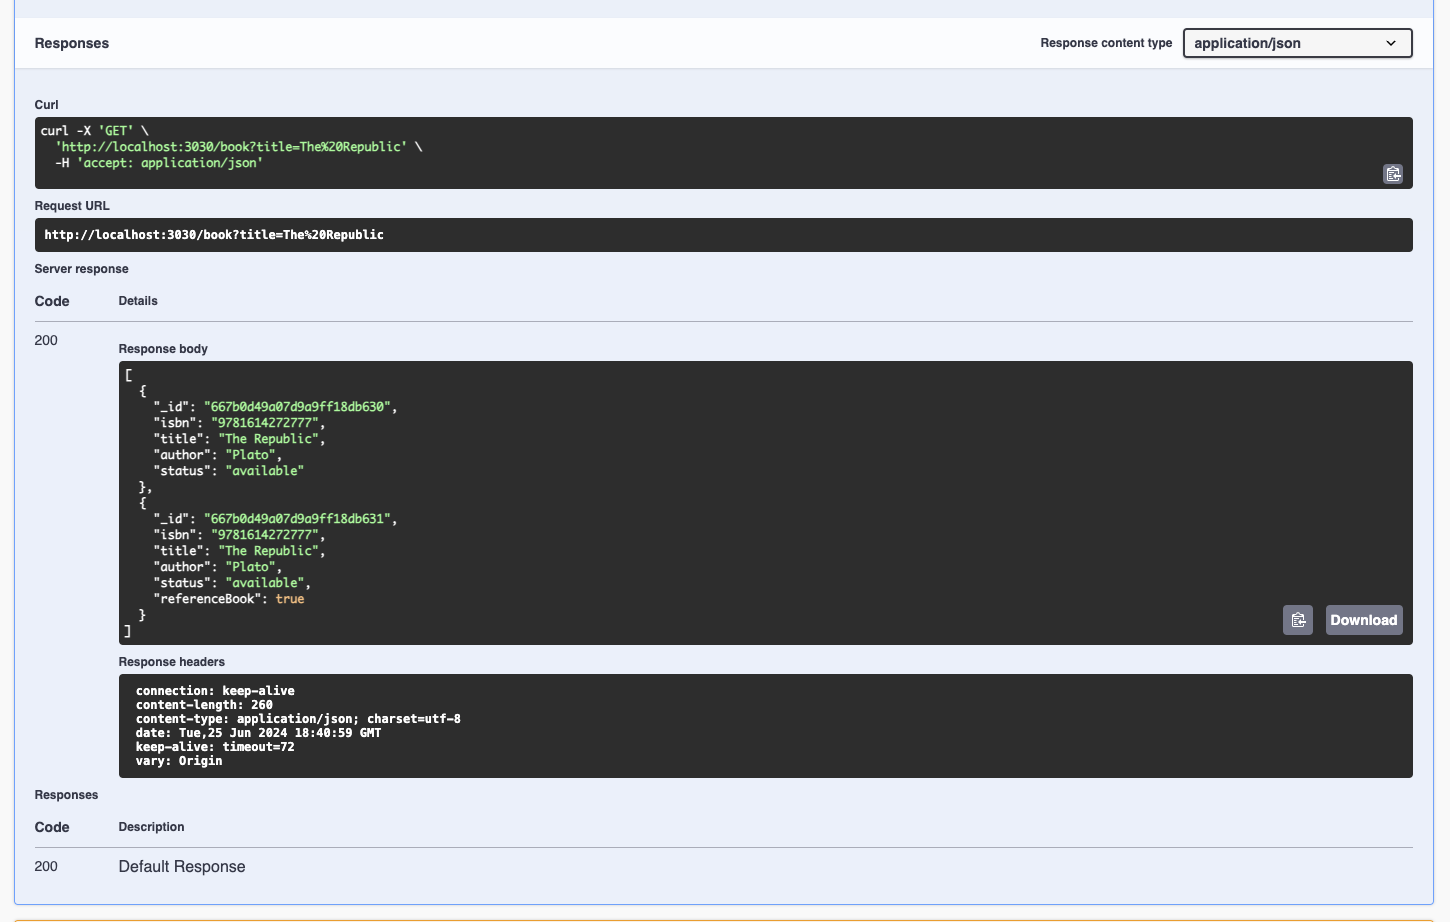 Responses
Response content type
application/json
Curl
curl -X 'GET' \
  'http://localhost:3030/book?title=The%20Republic' \
  -H 'accept: application/json'
Request URL
http://localhost:3030/book?title=The%20Republic
Server response
Code Details
200
Response body
[
  {
    "_id": "667b0d49a07d9a9ff18db630",
    "isbn": "9781614272777",
    "title": "The Republic",
    "author": "Plato",
    "status": "available"
  },
  {
    "_id": "667b0d49a07d9a9ff18db631",
    "isbn": "9781614272777",
    "title": "The Republic",
    "author": "Plato",
    "status": "available",
    "referenceBook": true
  }
]
Download
Response headers
connection: keep-alive
content-length: 260
content-type: application/json; charset=utf-8
date: Tue,25 Jun 2024 18:40:59 GMT
keep-alive: timeout=72
vary: Origin
Responses
Code Description
200 Default Response